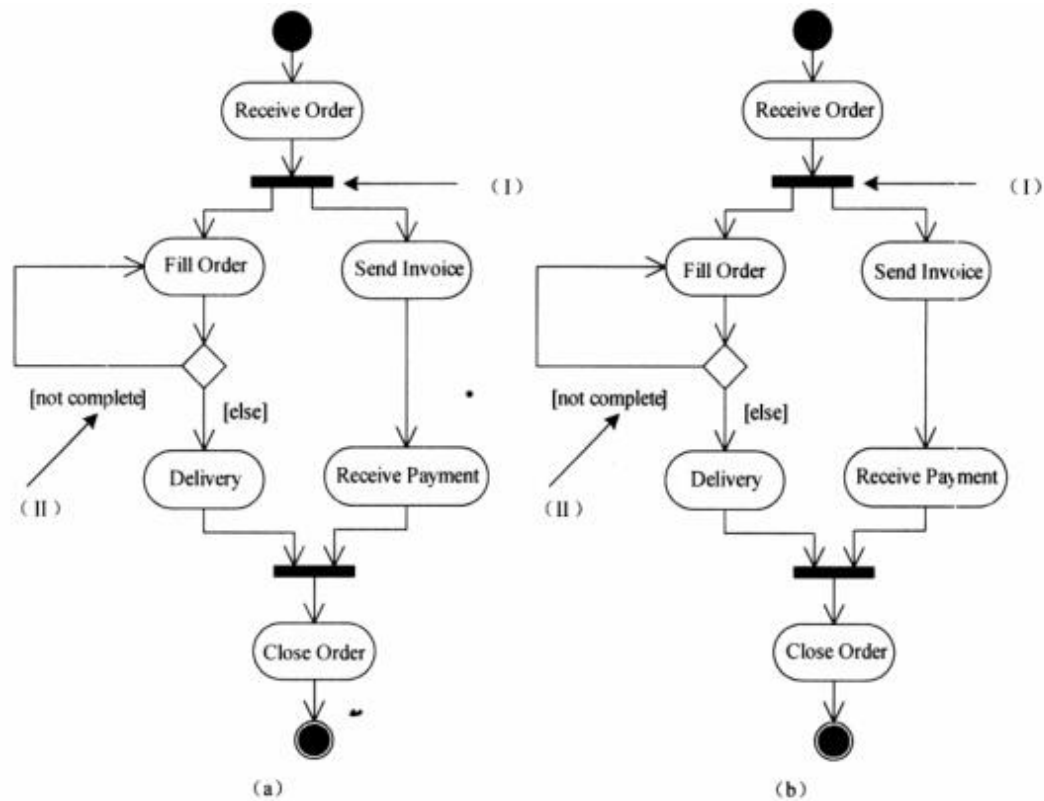 Receive Order
(Ⅰ)
Fill Order
Send Invoice
[not complete]
[else]
(Ⅱ)
Delivery
Receive Payment
Close Order
(a)
Receive Order
(Ⅰ)
Fill Order
Send Invoice
[not complete]
[else]
(Ⅱ)
Delivery
Receive Payment
Close Order
(b)